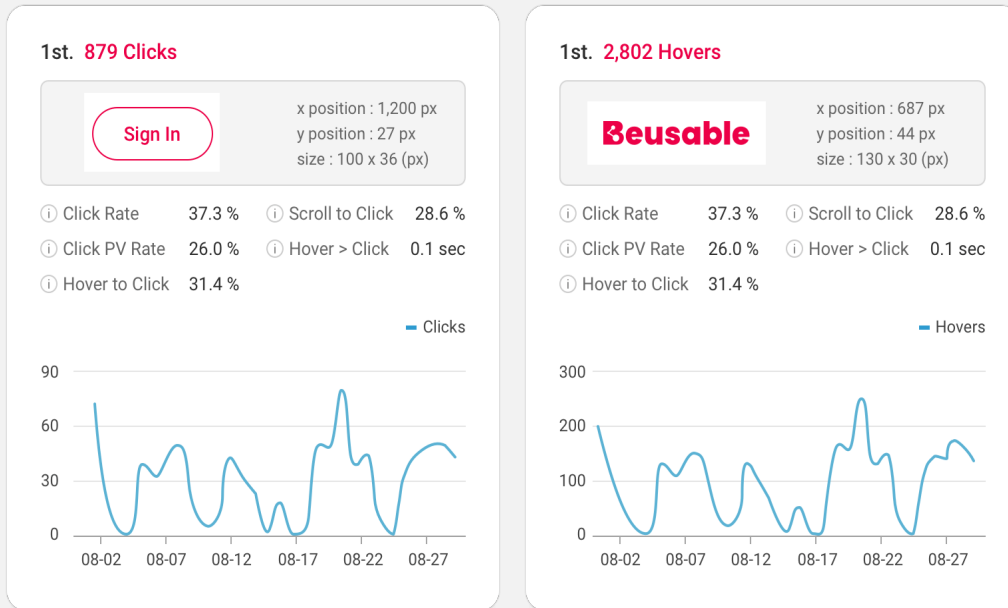 1st. 879 Clicks
Sign In
x position : 1,200 px
y position : 27 px
size : 100 x 36 (px)
Click Rate 37.3 % Scroll to Click 28.6 %
Click PV Rate 26.0 % Hover > Click 0.1 sec
Hover to Click 31.4 %
Clicks
90
60
30
0
08-02 08-07 08-12 08-17 08-22 08-27
1st. 2,802 Hovers
Beusable
x position : 687 px
y position : 44 px
size : 130 x 30 (px)
Click Rate 37.3 % Scroll to Click 28.6 %
Click PV Rate 26.0 % Hover > Click 0.1 sec
Hover to Click 31.4 %
Hovers
300
200
100
0
08-02 08-07 08-12 08-17 08-22 08-27